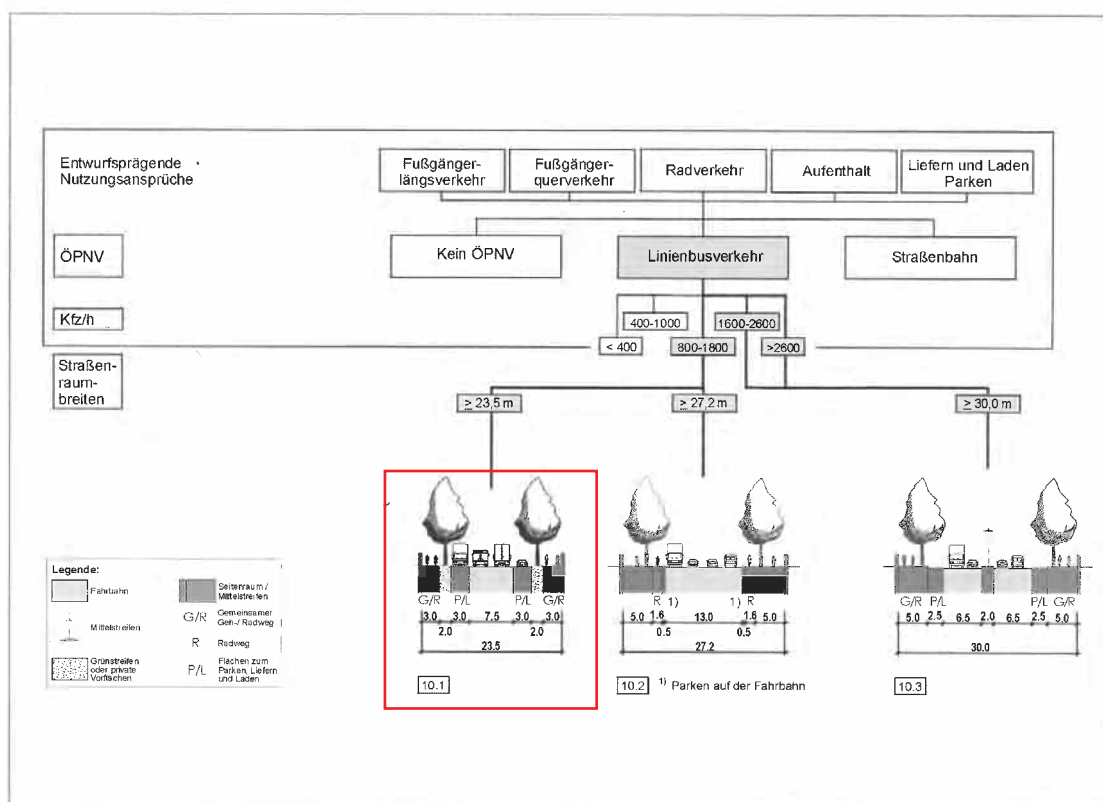 Entwurfsprägende
Nutzungsansprüche
Fußgänger-
längsverkehr
Fußgänger-
querverkehr
Radverkehr
Aufenthalt
Liefern und Laden
Parken
ÖPNV
Kein ÖPNV
Linienbusverkehr
Straßenbahn
Kfz/h
400-1000
1600-2600
< 400
800-1800
>2600
Straßen-
raum-
breiten
≥ 23,5 m
≥ 27,2 m
≥ 30,0 m
Legende:
Fahrbahn
Mittelstreifen
Grünstreifen
oder private
Vorflächen
Seitenraum /
Mittelstreifen
G/R Gemeinsamer
Geh-/ Radweg
R Radweg
P/L Flächen zum
Parken, Liefern
und Laden
G/R P/L P/L G/R
3.0 3.0 7.5 3.0 3.0
2.0 2.0
23.5
10.1
R 1) 1) R
5.0 1.6 13.0 1.6 5.0
0.5 0.5
27.2
10.2 1) Parken auf der Fahrbahn
G/R P/L P/L G/R
5.0 2.5 6.5 2.0 6.5 2.5 5.0
30.0
10.3